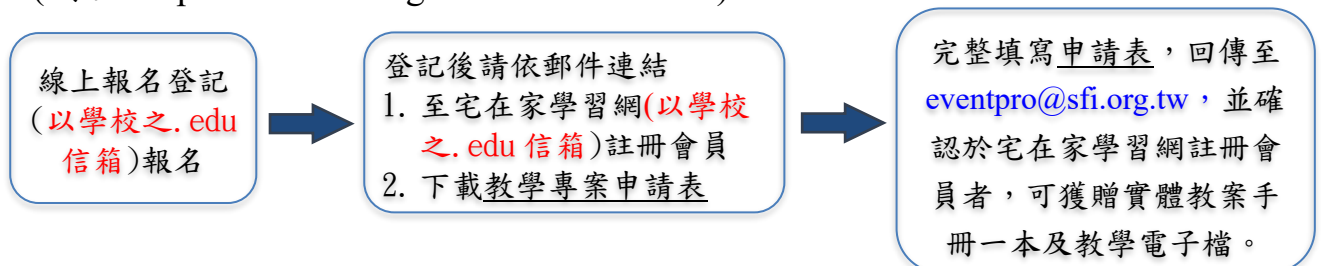 線上報名登記
(以學校之.edu
信箱)報名
登記後請依郵件連結
1. 至宅在家學習網(以學校
之.edu 信箱)註冊會員
2. 下載教學專案申請表
完整填寫申請表，回傳至
eventpro@sfi.org.tw，並確
認於宅在家學習網註冊會
員者，可獲贈實體教案手
冊一本及教學電子檔。